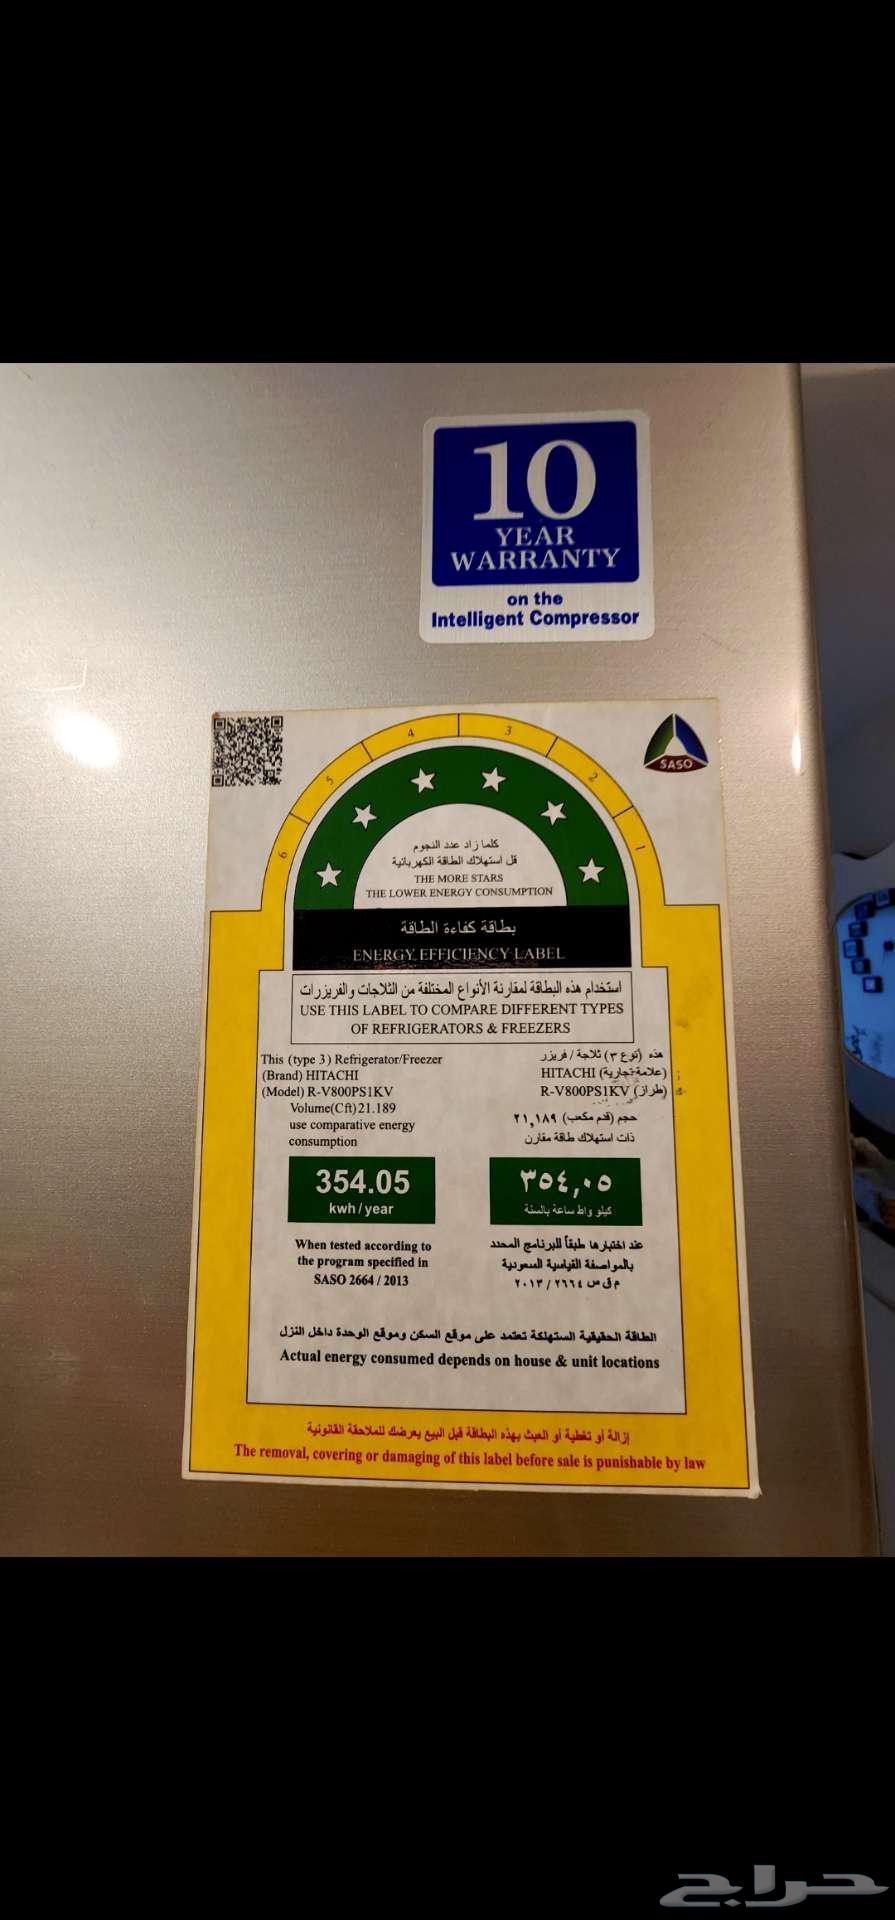 10
YEAR
WARRANTY
on the
Intelligent Compressor
SASO
6 5 4 3 2 1
كلما زاد عدد النجوم
قل استهلاك الطاقة الكهربائية
THE MORE STARS
THE LOWER ENERGY CONSUMPTION
بطاقة كفاءة الطاقة
ENERGY EFFICIENCY LABEL
استخدام هذه البطاقة لمقارنة الأنواع المختلفة من الثلاجات والفريزرات
USE THIS LABEL TO COMPARE DIFFERENT TYPES
OF REFRIGERATORS & FREEZERS
This (type 3) Refrigerator/Freezer
(Brand) HITACHI
(Model) R-V800PS1KV
Volume(Cft) 21.189
use comparative energy
consumption
هذه (نوع ٣) ثلاجة / فريزر
(علامة تجارية) HITACHI
(طراز) R-V800PS1KV
حجم (قدم مكعب) ٢١,١٨٩
ذات استهلاك طاقة مقارن
354.05
kwh / year
٣٥٤,٠٥
كيلو واط ساعة بالسنة
When tested according to
the program specified in
SASO 2664 / 2013
عند اختبارها طبقاً للبرنامج المحدد
بالمواصفة القياسية السعودية
م ق س ٢٦٦٤ / ٢٠١٣
الطاقة الحقيقية الستهلكة تعتمد على موقع السكن وموقع الوحدة داخل النزل
Actual energy consumed depends on house & unit locations
إزالة أو تغطية أو العبث بهذه البطاقة قبل البيع يعرضك للملاحقة القانونية
The removal, covering or damaging of this label before sale is punishable by law
حراج